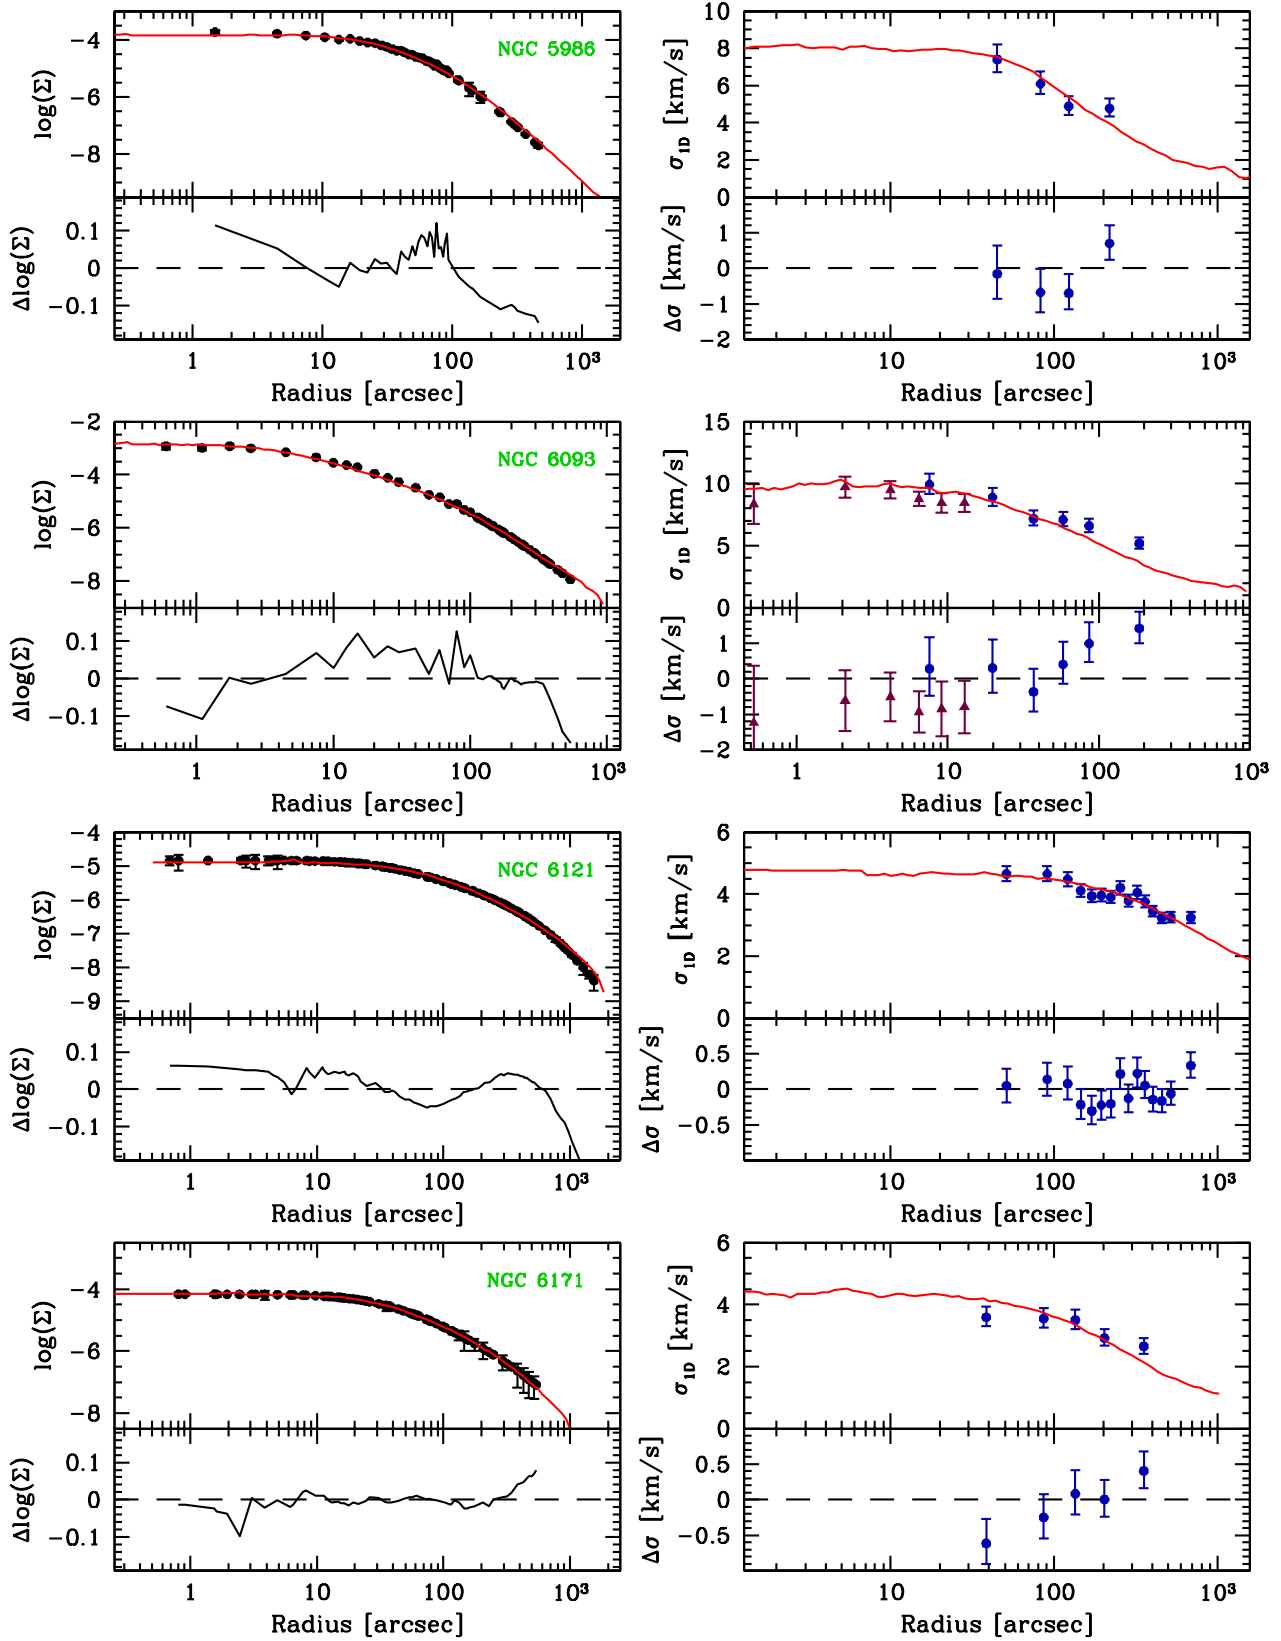 −4
−6
−8
log(Σ)
NGC 5986
0.1
0
−0.1
Δlog(Σ)
1 10 100 10³
Radius [arcsec]
10
8
6
4
2
0
σ1D [km/s]
1
0
−1
−2
Δσ [km/s]
10 100 10³
Radius [arcsec]
−2
−4
−6
−8
log(Σ)
NGC 6093
0.1
0
−0.1
Δlog(Σ)
1 10 100 10³
Radius [arcsec]
15
10
5
0
σ1D [km/s]
1
0
−1
−2
Δσ [km/s]
1 10 100 10³
Radius [arcsec]
−4
−5
−6
−7
−8
−9
log(Σ)
NGC 6121
0.1
0
−0.1
Δlog(Σ)
1 10 100 10³
Radius [arcsec]
6
4
2
0
σ1D [km/s]
0.5
0
−0.5
Δσ [km/s]
10 100 10³
Radius [arcsec]
−4
−6
−8
log(Σ)
NGC 6171
0.1
0
−0.1
Δlog(Σ)
1 10 100 10³
Radius [arcsec]
6
4
2
0
σ1D [km/s]
0.5
0
−0.5
Δσ [km/s]
10 100 10³
Radius [arcsec]